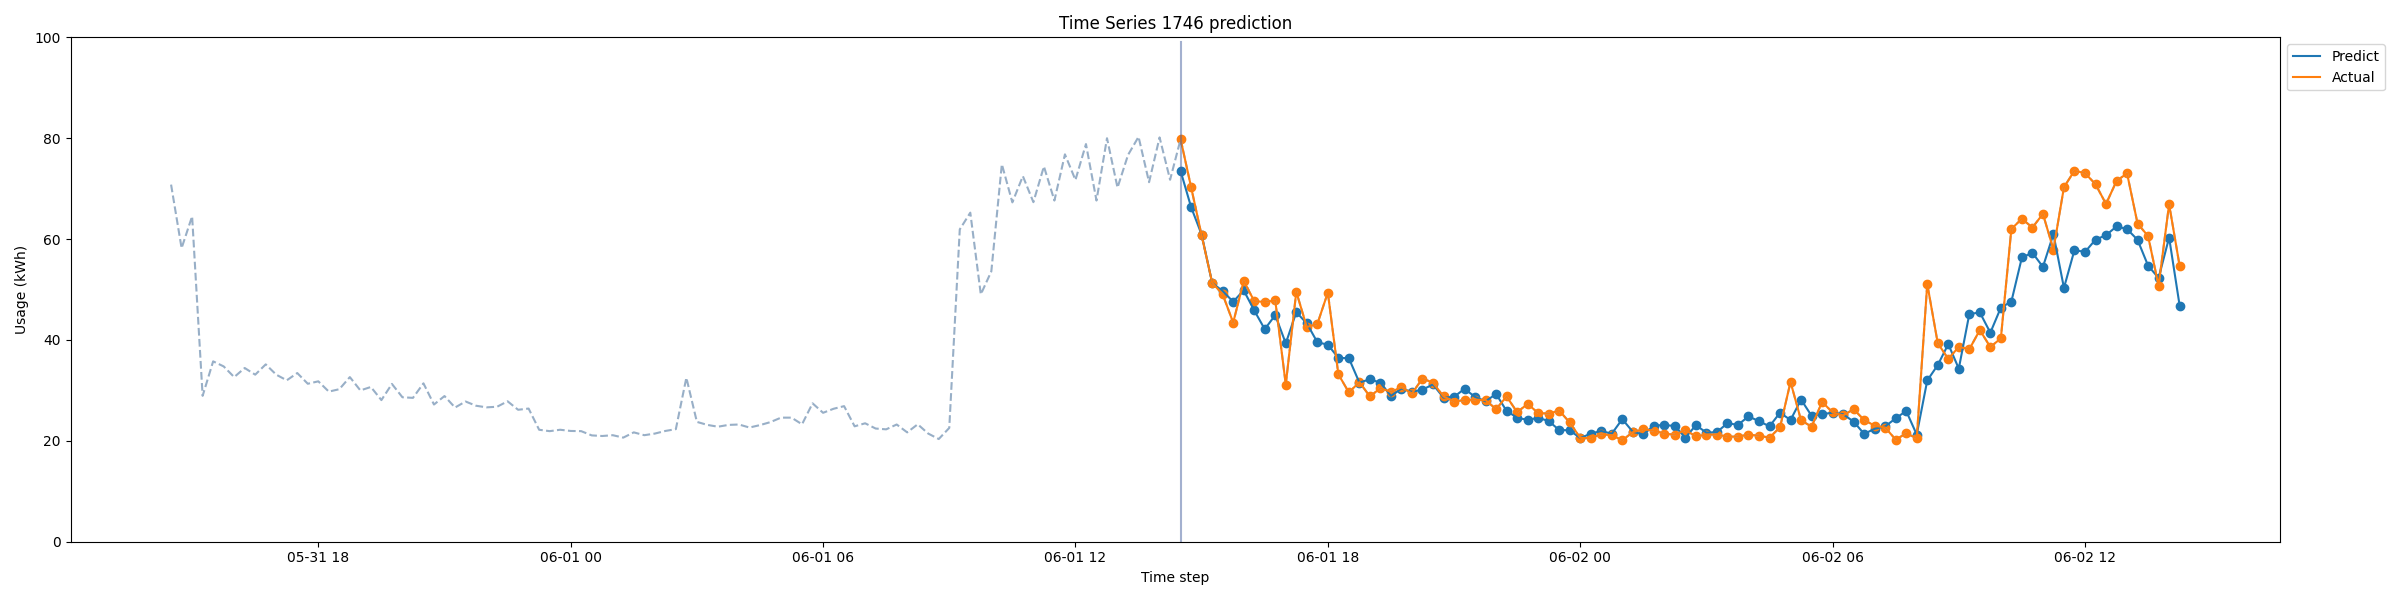 Time Series 1746 prediction
100
80
60
40
20
0
Usage (kWh)
05-31 18
06-01 00
06-01 06
06-01 12
06-01 18
06-02 00
06-02 06
06-02 12
Time step
Predict
Actual